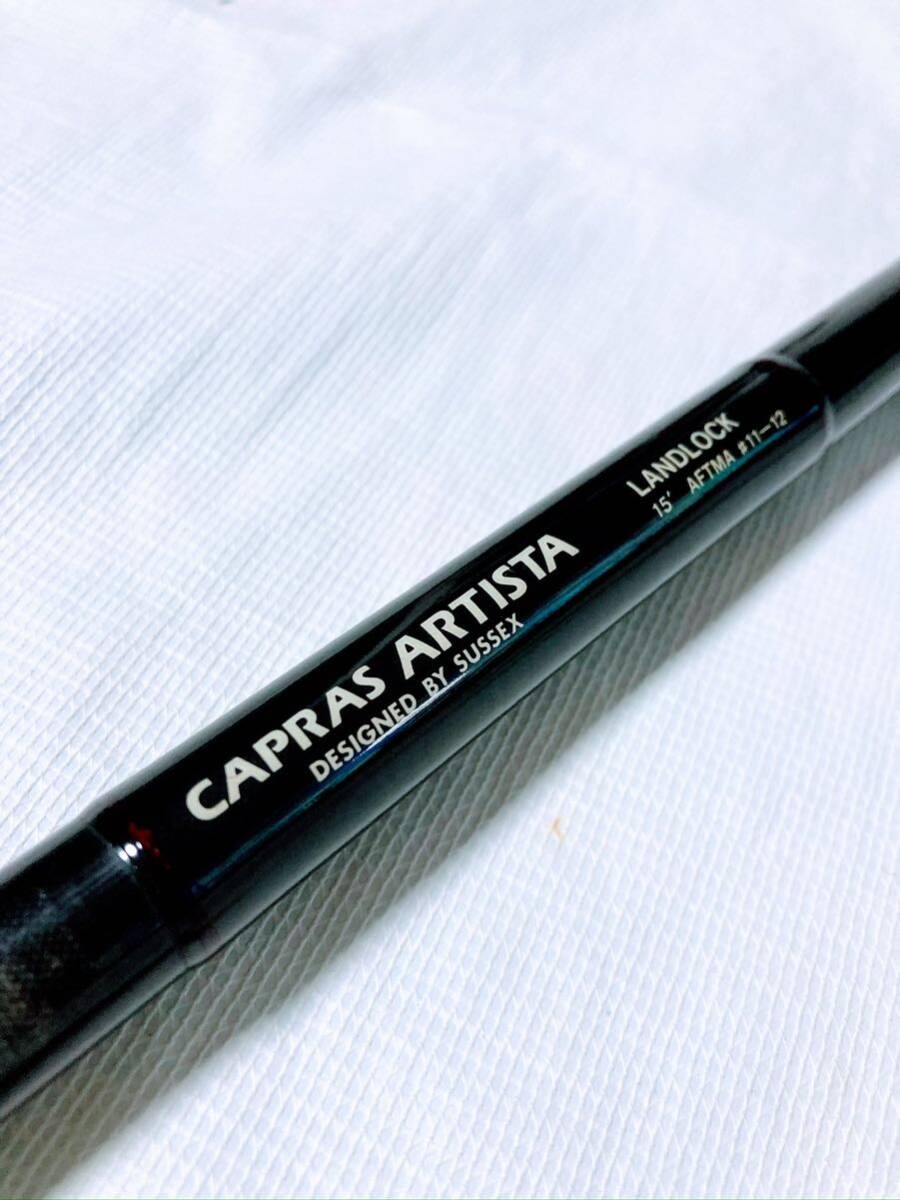 CAPRAS ARTISTA
DESIGNED BY SUSSEX
LANDLOCK
15' AFTMA #11-12